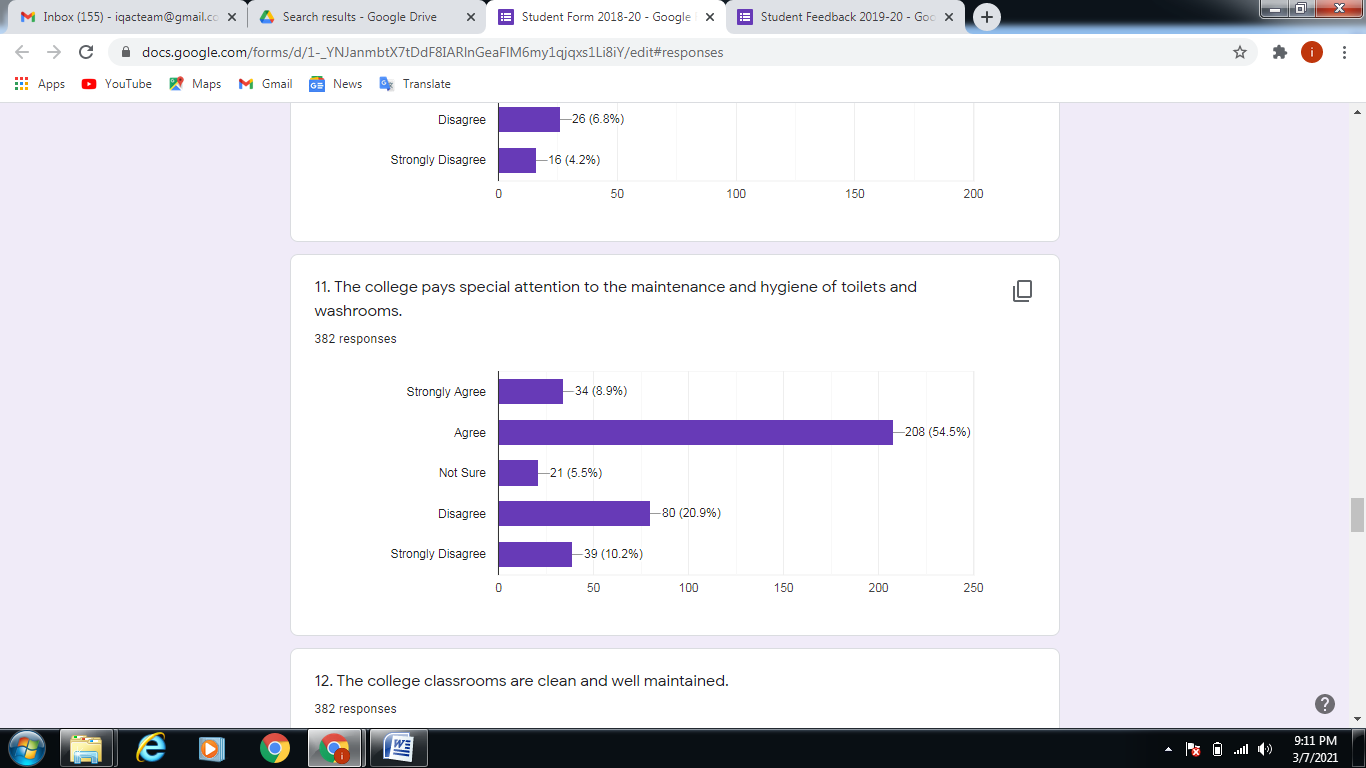 Inbox (155) - iqacteam@gmail.co
Search results - Google Drive
Student Form 2018-20 - Google
Student Feedback 2019-20 - Goo
docs.google.com/forms/d/1-_YNJanmbtX7tDdF8IARlnGeaFlM6my1qjqxs1Li8iY/edit#responses
i
Apps
YouTube
Maps
Gmail
News
Translate
Disagree
26 (6.8%)
Strongly Disagree
16 (4.2%)
0 50 100 150 200
11. The college pays special attention to the maintenance and hygiene of toilets and
washrooms.
382 responses
Strongly Agree
34 (8.9%)
Agree
208 (54.5%)
Not Sure
21 (5.5%)
Disagree
80 (20.9%)
Strongly Disagree
39 (10.2%)
0 50 100 150 200 250
12. The college classrooms are clean and well maintained.
382 responses
9:11 PM
3/7/2021